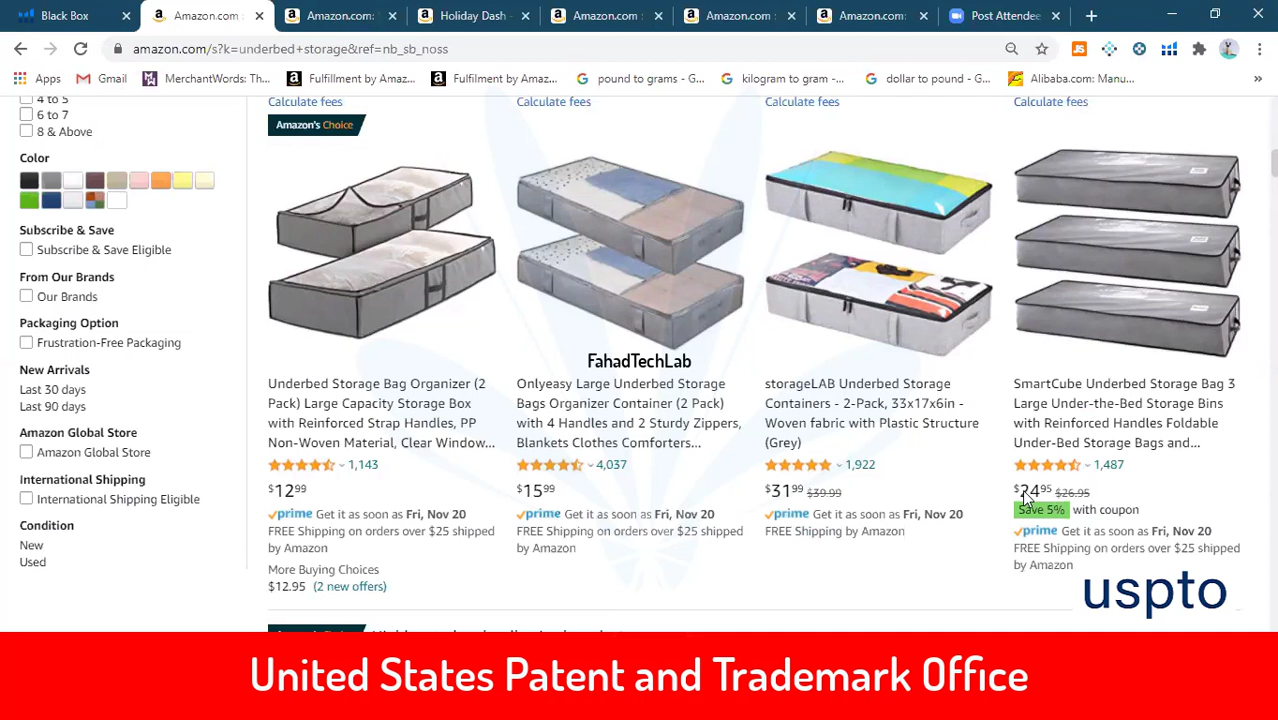 Black Box
Amazon.com :
Amazon.com:
Holiday Dash -
Amazon.com :
Amazon.com :
Amazon.com :
Post Attendee
amazon.com/s?k=underbed+storage&ref=nb_sb_noss
Apps
Gmail
MerchantWords: Th...
Fulfillment by Amaz...
Fulfilment by Amaz...
pound to grams - G...
kilogram to gram -...
dollar to pound - G...
Alibaba.com: Manu...
4 to 5
6 to 7
8 & Above
Color
Subscribe & Save
Subscribe & Save Eligible
From Our Brands
Our Brands
Packaging Option
Frustration-Free Packaging
New Arrivals
Last 30 days
Last 90 days
Amazon Global Store
Amazon Global Store
International Shipping
International Shipping Eligible
Condition
New
Used
Calculate fees
Calculate fees
Calculate fees
Calculate fees
Amazon's Choice
FahadTechLab
Underbed Storage Bag Organizer (2
Pack) Large Capacity Storage Box
with Reinforced Strap Handles, PP
Non-Woven Material, Clear Window...
1,143
$12.99
prime Get it as soon as Fri, Nov 20
FREE Shipping on orders over $25 shipped
by Amazon
More Buying Choices
$12.95 (2 new offers)
Onlyeasy Large Underbed Storage
Bags Organizer Container (2 Pack)
with 4 Handles and 2 Sturdy Zippers,
Blankets Clothes Comforters...
4,037
$15.99
prime Get it as soon as Fri, Nov 20
FREE Shipping on orders over $25 shipped
by Amazon
storageLAB Underbed Storage
Containers - 2-Pack, 33x17x6in -
Woven fabric with Plastic Structure
(Grey)
1,922
$31.99 $39.99
prime Get it as soon as Fri, Nov 20
FREE Shipping by Amazon
SmartCube Underbed Storage Bag 3
Large Under-the-Bed Storage Bins
with Reinforced Handles Foldable
Under-Bed Storage Bags and...
1,487
$24.95 $26.95
Save 5% with coupon
prime Get it as soon as Fri, Nov 20
FREE Shipping on orders over $25 shipped
by Amazon
uspto
United States Patent and Trademark Office